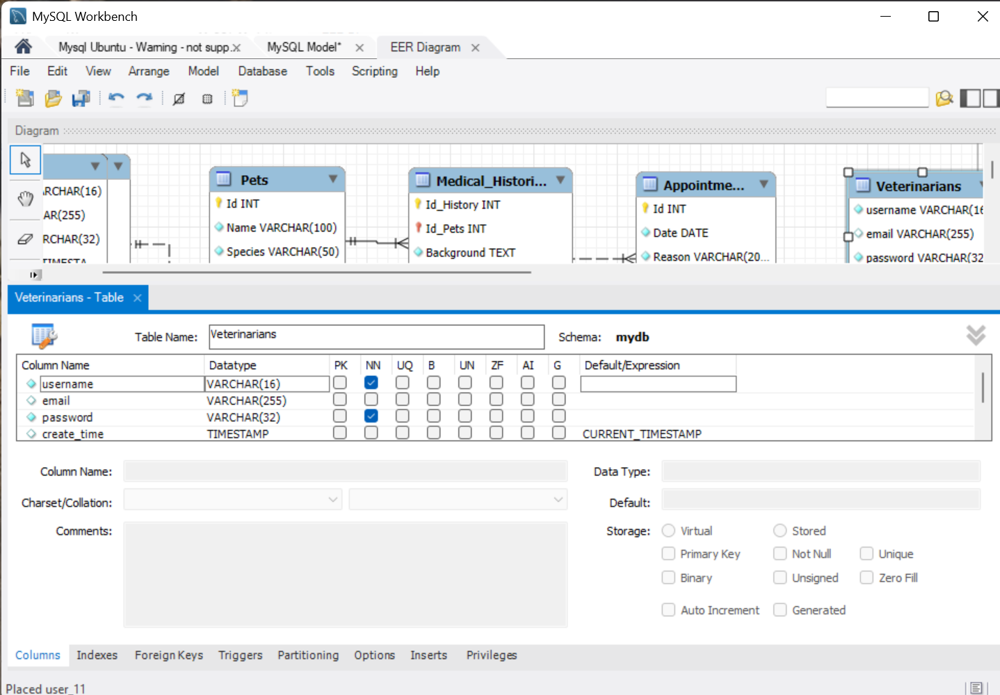 MySQL Workbench
Mysql Ubuntu - Warning - not supp.
MySQL Model*
EER Diagram
File Edit View Arrange Model Database Tools Scripting Help
Diagram
ARCHAR(16)
AR(255)
RCHAR(32)
TIMESTA
Pets
Id INT
Name VARCHAR(100)
Species VARCHAR(50)
Medical_Histori...
Id_History INT
Id_Pets INT
Background TEXT
Appointme...
Id INT
Date DATE
Reason VARCHAR(20...
Veterinarians
username VARCHAR(16
email VARCHAR(255)
password VARCHAR(32
Veterinarians - Table
Table Name: Veterinarians Schema: mydb
Column Name Datatype PK NN UQ B UN ZF AI G Default/Expression
username VARCHAR(16)
email VARCHAR(255)
password VARCHAR(32)
create_time TIMESTAMP CURRENT_TIMESTAMP
Column Name: Data Type:
Charset/Collation: Default:
Comments: Storage: Virtual Stored
Primary Key Not Null Unique
Binary Unsigned Zero Fill
Auto Increment Generated
Columns Indexes Foreign Keys Triggers Partitioning Options Inserts Privileges
Placed user_11